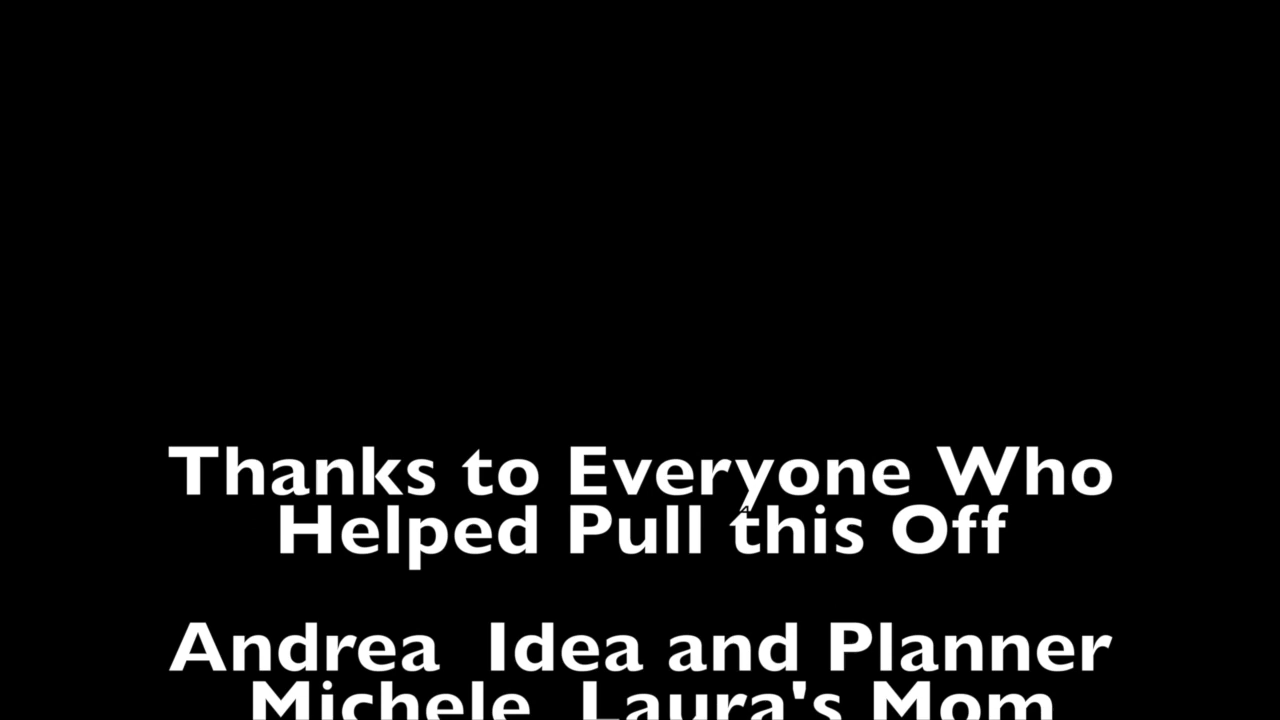 Thanks to Everyone Who
Helped Pull this Off
Andrea  Idea and Planner
Michele  Laura's Mom